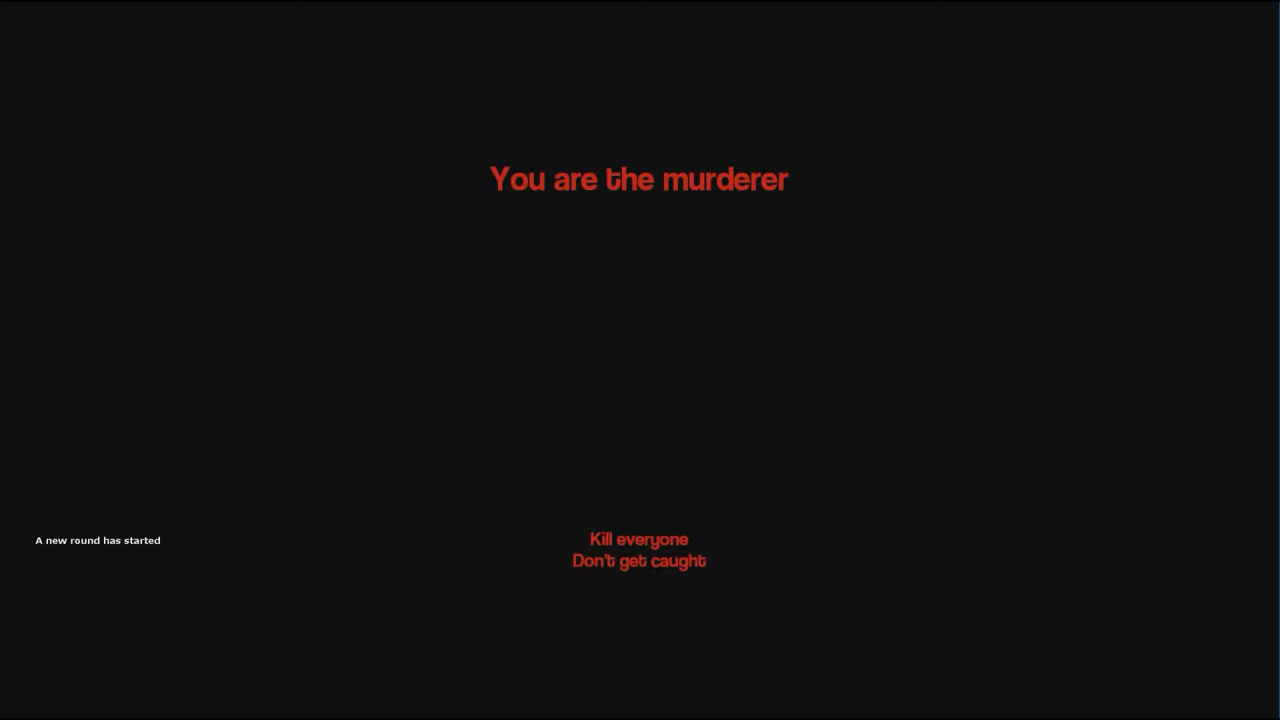 You are the murderer
A new round has started
Kill everyone
Don't get caught